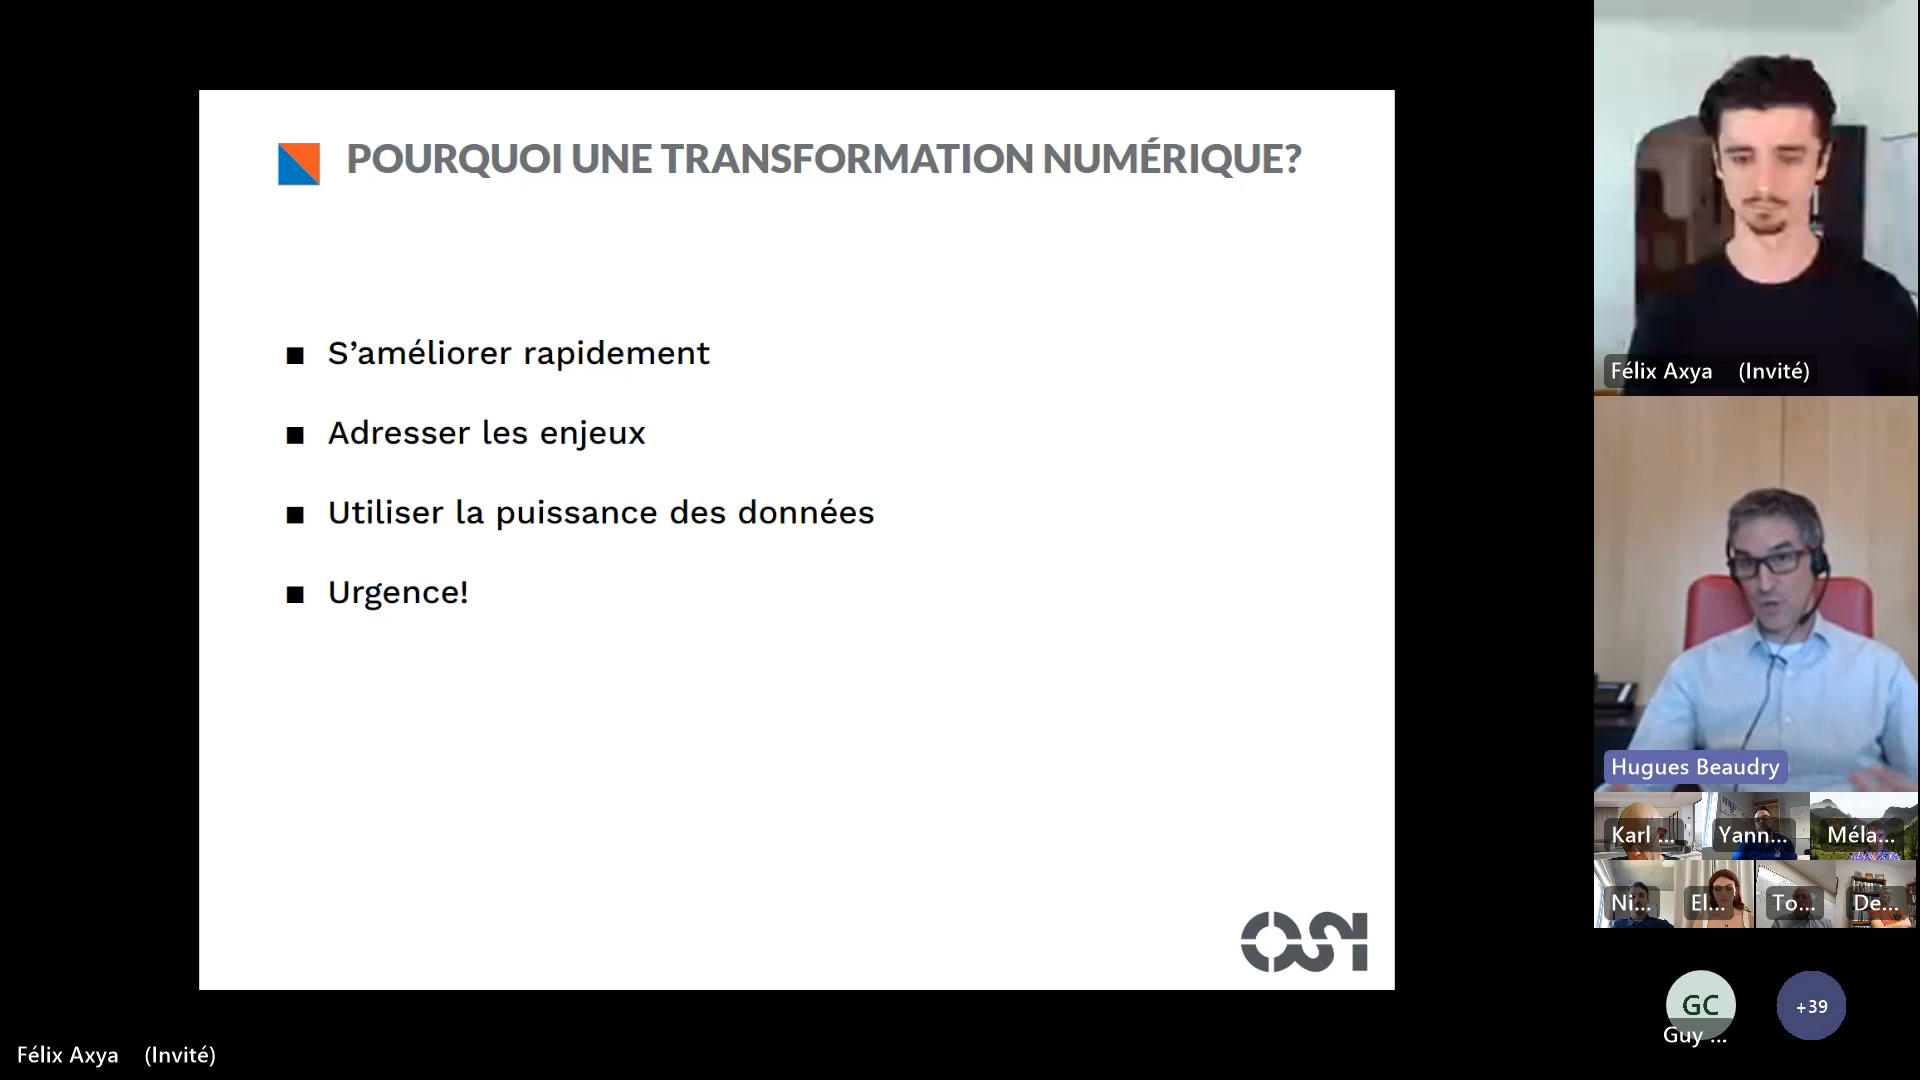 POURQUOI UNE TRANSFORMATION NUMÉRIQUE?
■ S’améliorer rapidement
■ Adresser les enjeux
■ Utiliser la puissance des données
■ Urgence!
OSI
Félix Axya (Invité)
Hugues Beaudry
Karl ...
Yann...
Méla...
Ni...
El...
To...
De...
GC
Guy ...
+39
Félix Axya (Invité)